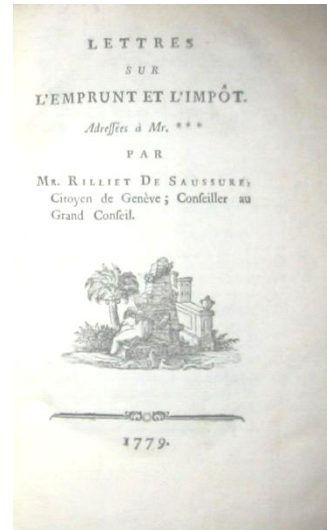 LETTRES
SUR
L'EMPRUNT ET L'IMPÔT.
Adreſſées à Mr. ***
PAR
MR. RILLIET DE SAUSSURE,
Citoyen de Genève; Conſeiller au
Grand Conſeil.
1779.